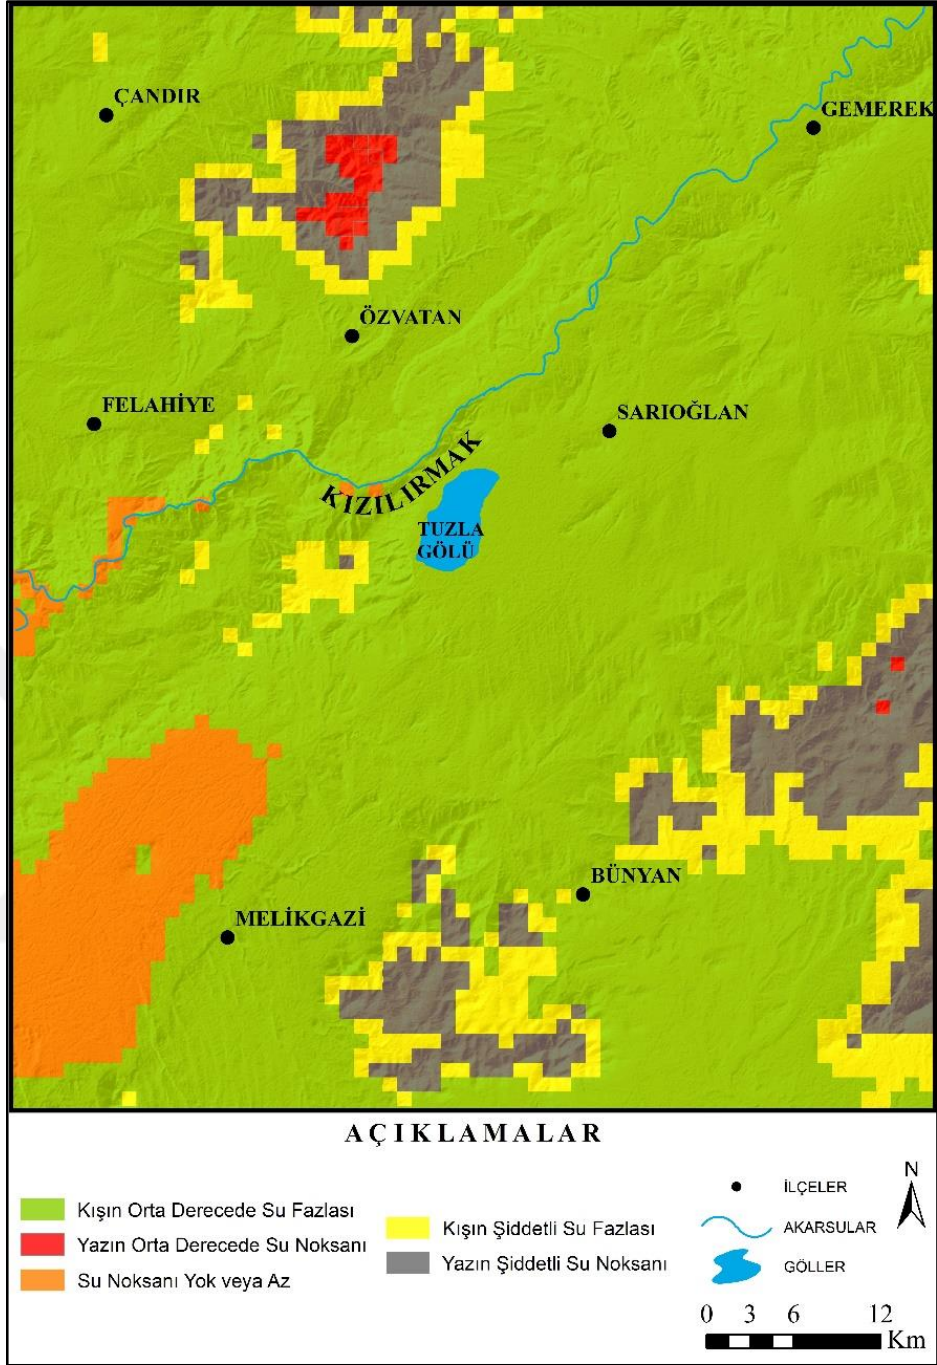 ÇANDIR
GEMEREK
ÖZVATAN
FELAHİYE
SARIOĞLAN
KIZILIRMAK
TUZLA
GÖLÜ
BÜNYAN
MELİKGAZİ
AÇIKLAMALAR
Kışın Orta Derecede Su Fazlası
Yazın Orta Derecede Su Noksanı
Su Noksanı Yok veya Az
Kışın Şiddetli Su Fazlası
Yazın Şiddetli Su Noksanı
İLÇELER
AKARSULAR
GÖLLER
N
0 3 6 12
Km